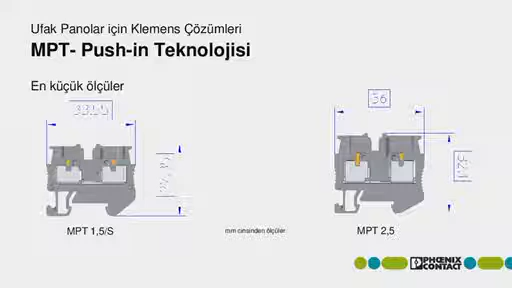 Ufak Panolar için Klemens Çözümleri
MPT- Push-in Teknolojisi
En küçük ölçüler
36
MPT 1,5/S
mm cinsinden ölçüler
MPT 2,5
PHŒNIX
CONTACT